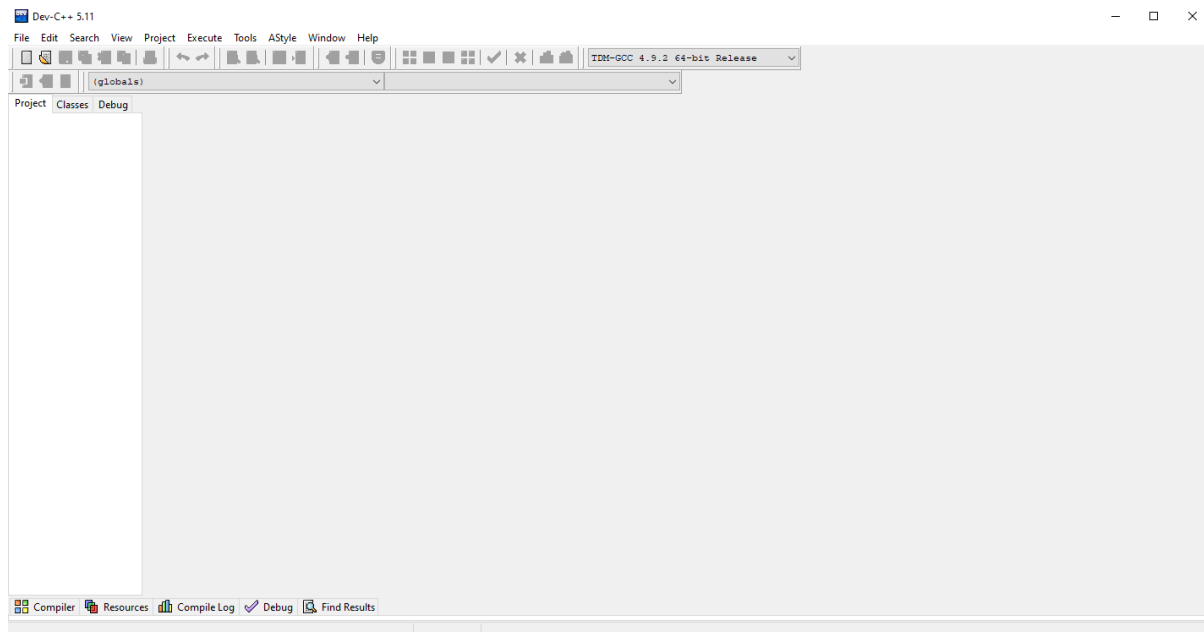 Dev-C++ 5.11
File Edit Search View Project Execute Tools AStyle Window Help
TDM-GCC 4.9.2 64-bit Release
(globals)
Project Classes Debug
Compiler Resources Compile Log Debug Find Results